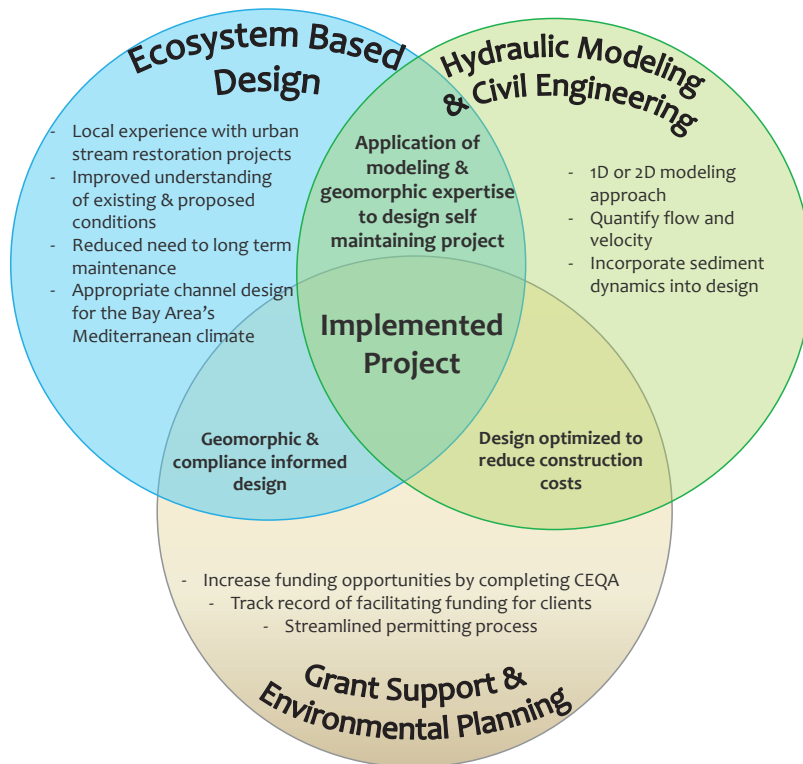 Ecosystem Based
Design
- Local experience with urban
stream restoration projects
- Improved understanding
of existing & proposed
conditions
- Reduced need to long term
maintenance
- Appropriate channel design
for the Bay Area's
Mediterranean climate
Hydraulic Modeling
& Civil Engineering
- 1D or 2D modeling
approach
- Quantify flow and
velocity
- Incorporate sediment
dynamics into design
Application of
modeling &
geomorphic expertise
to design self
maintaining project
Implemented
Project
Geomorphic &
compliance informed
design
Design optimized to
reduce construction
costs
- Increase funding opportunities by completing CEQA
- Track record of facilitating funding for clients
- Streamlined permitting process
Grant Support &
Environmental Planning